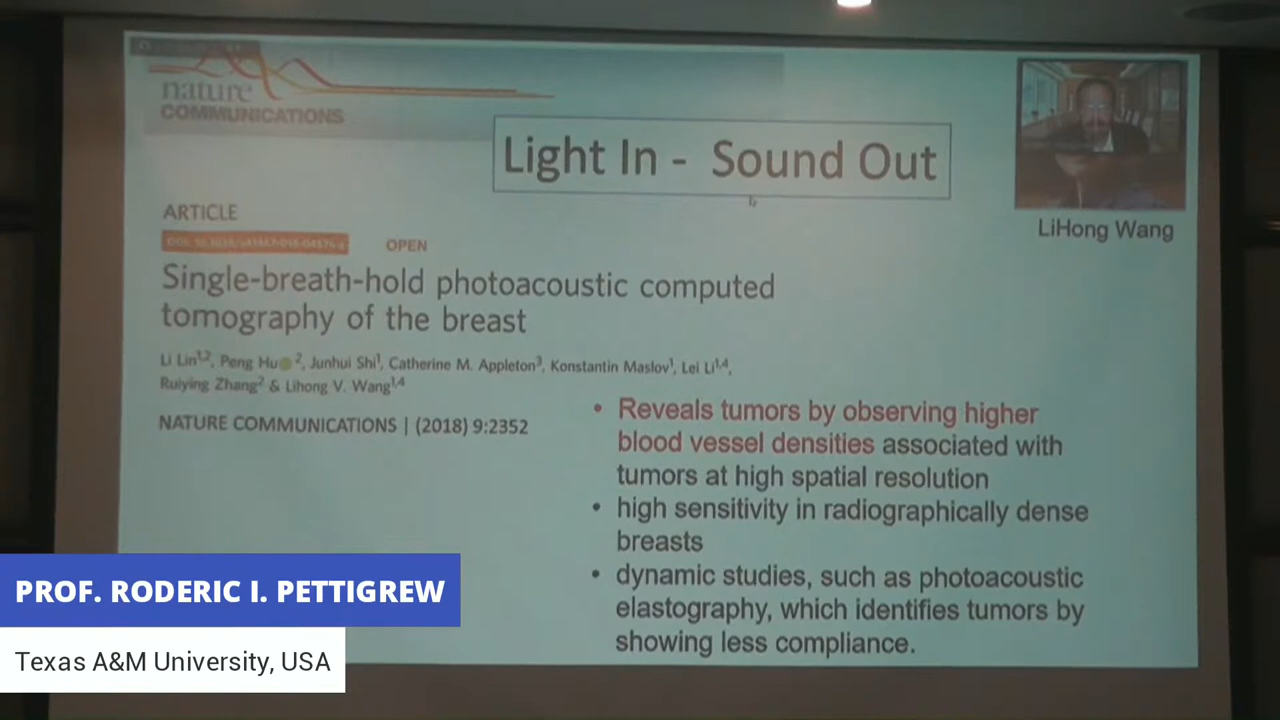 nature
COMMUNICATIONS
Light In - Sound Out
LiHong Wang
ARTICLE
OPEN
Single-breath-hold photoacoustic computed
tomography of the breast
Li Lin1,2, Peng Hu 2, Junhui Shi1, Catherine M. Appleton3, Konstantin Maslov1, Lei Li1,4,
Ruiying Zhang2 & Lihong V. Wang1,4
NATURE COMMUNICATIONS | (2018) 9:2352
• Reveals tumors by observing higher
blood vessel densities associated with
tumors at high spatial resolution
• high sensitivity in radiographically dense
breasts
• dynamic studies, such as photoacoustic
elastography, which identifies tumors by
showing less compliance.
PROF. RODERIC I. PETTIGREW
Texas A&M University, USA